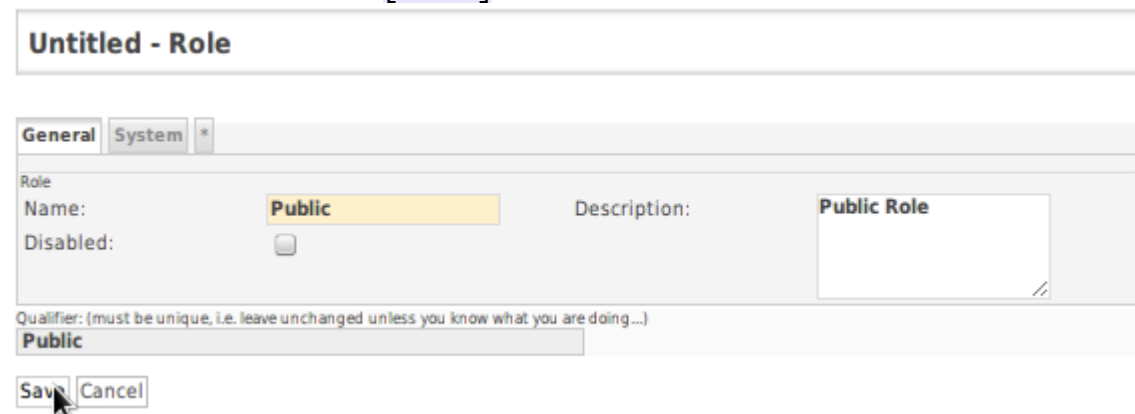 Untitled - Role
General System *
Role
Name: Public Description: Public Role
Disabled:
Qualifier: (must be unique, i.e. leave unchanged unless you know what you are doing...)
Public
Save Cancel